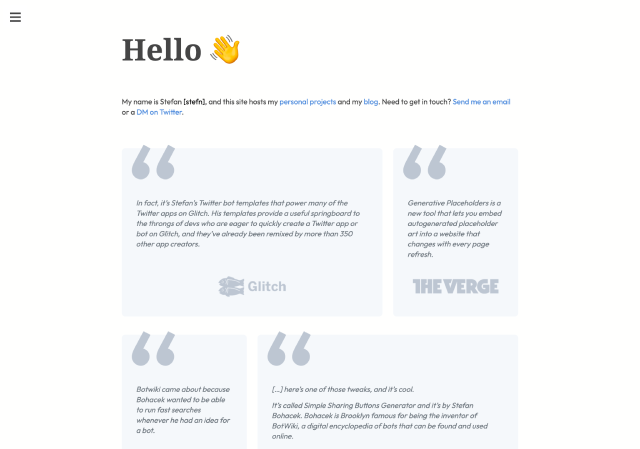 Hello 👋
My name is Stefan [stefn], and this site hosts my personal projects and my blog. Need to get in touch? Send me an email
or a DM on Twitter.
In fact, it's Stefan's Twitter bot templates that power many of the
Twitter apps on Glitch. His templates provide a useful springboard to
the throngs of devs who are eager to quickly create a Twitter app or
bot on Glitch, and they've already been remixed by more than 350
other app creators.
Glitch
Generative Placeholders is a
new tool that lets you embed
autogenerated placeholder
art into a website that
changes with every page
refresh.
THE VERGE
Botwiki came about because
Bohacek wanted to be able
to run fast searches
whenever he had an idea for
a bot.
[...] here's one of those tweaks, and it's cool.
It's called Simple Sharing Buttons Generator and it's by Stefan
Bohacek. Bohacek is Brooklyn famous for being the inventor of
BotWiki, a digital encyclopedia of bots that can be found and used
online.